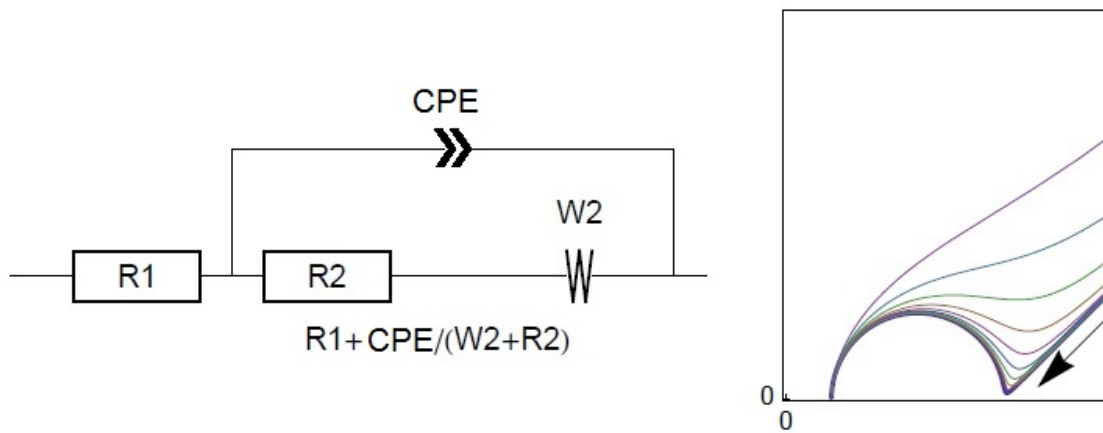 CPE
W2
R1
R2
R1+CPE/(W2+R2)
0
0